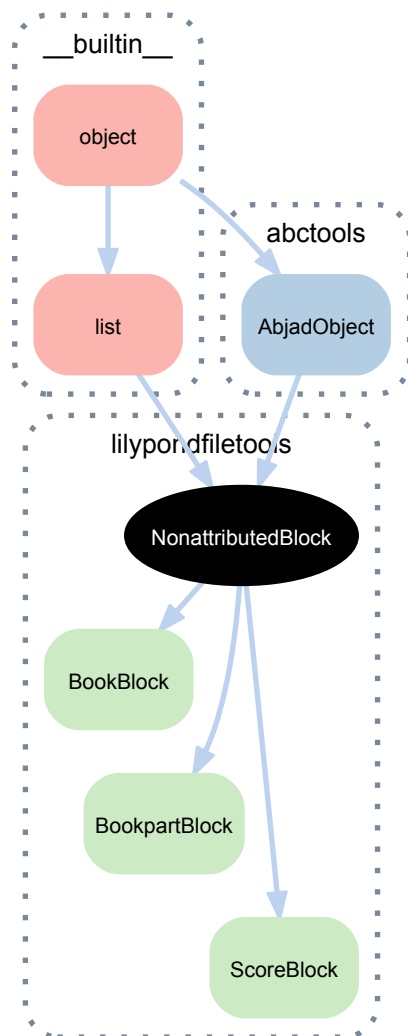 __builtin__
object
abctools
list
AbjadObject
lilypondfiletools
NonattributedBlock
BookBlock
BookpartBlock
ScoreBlock